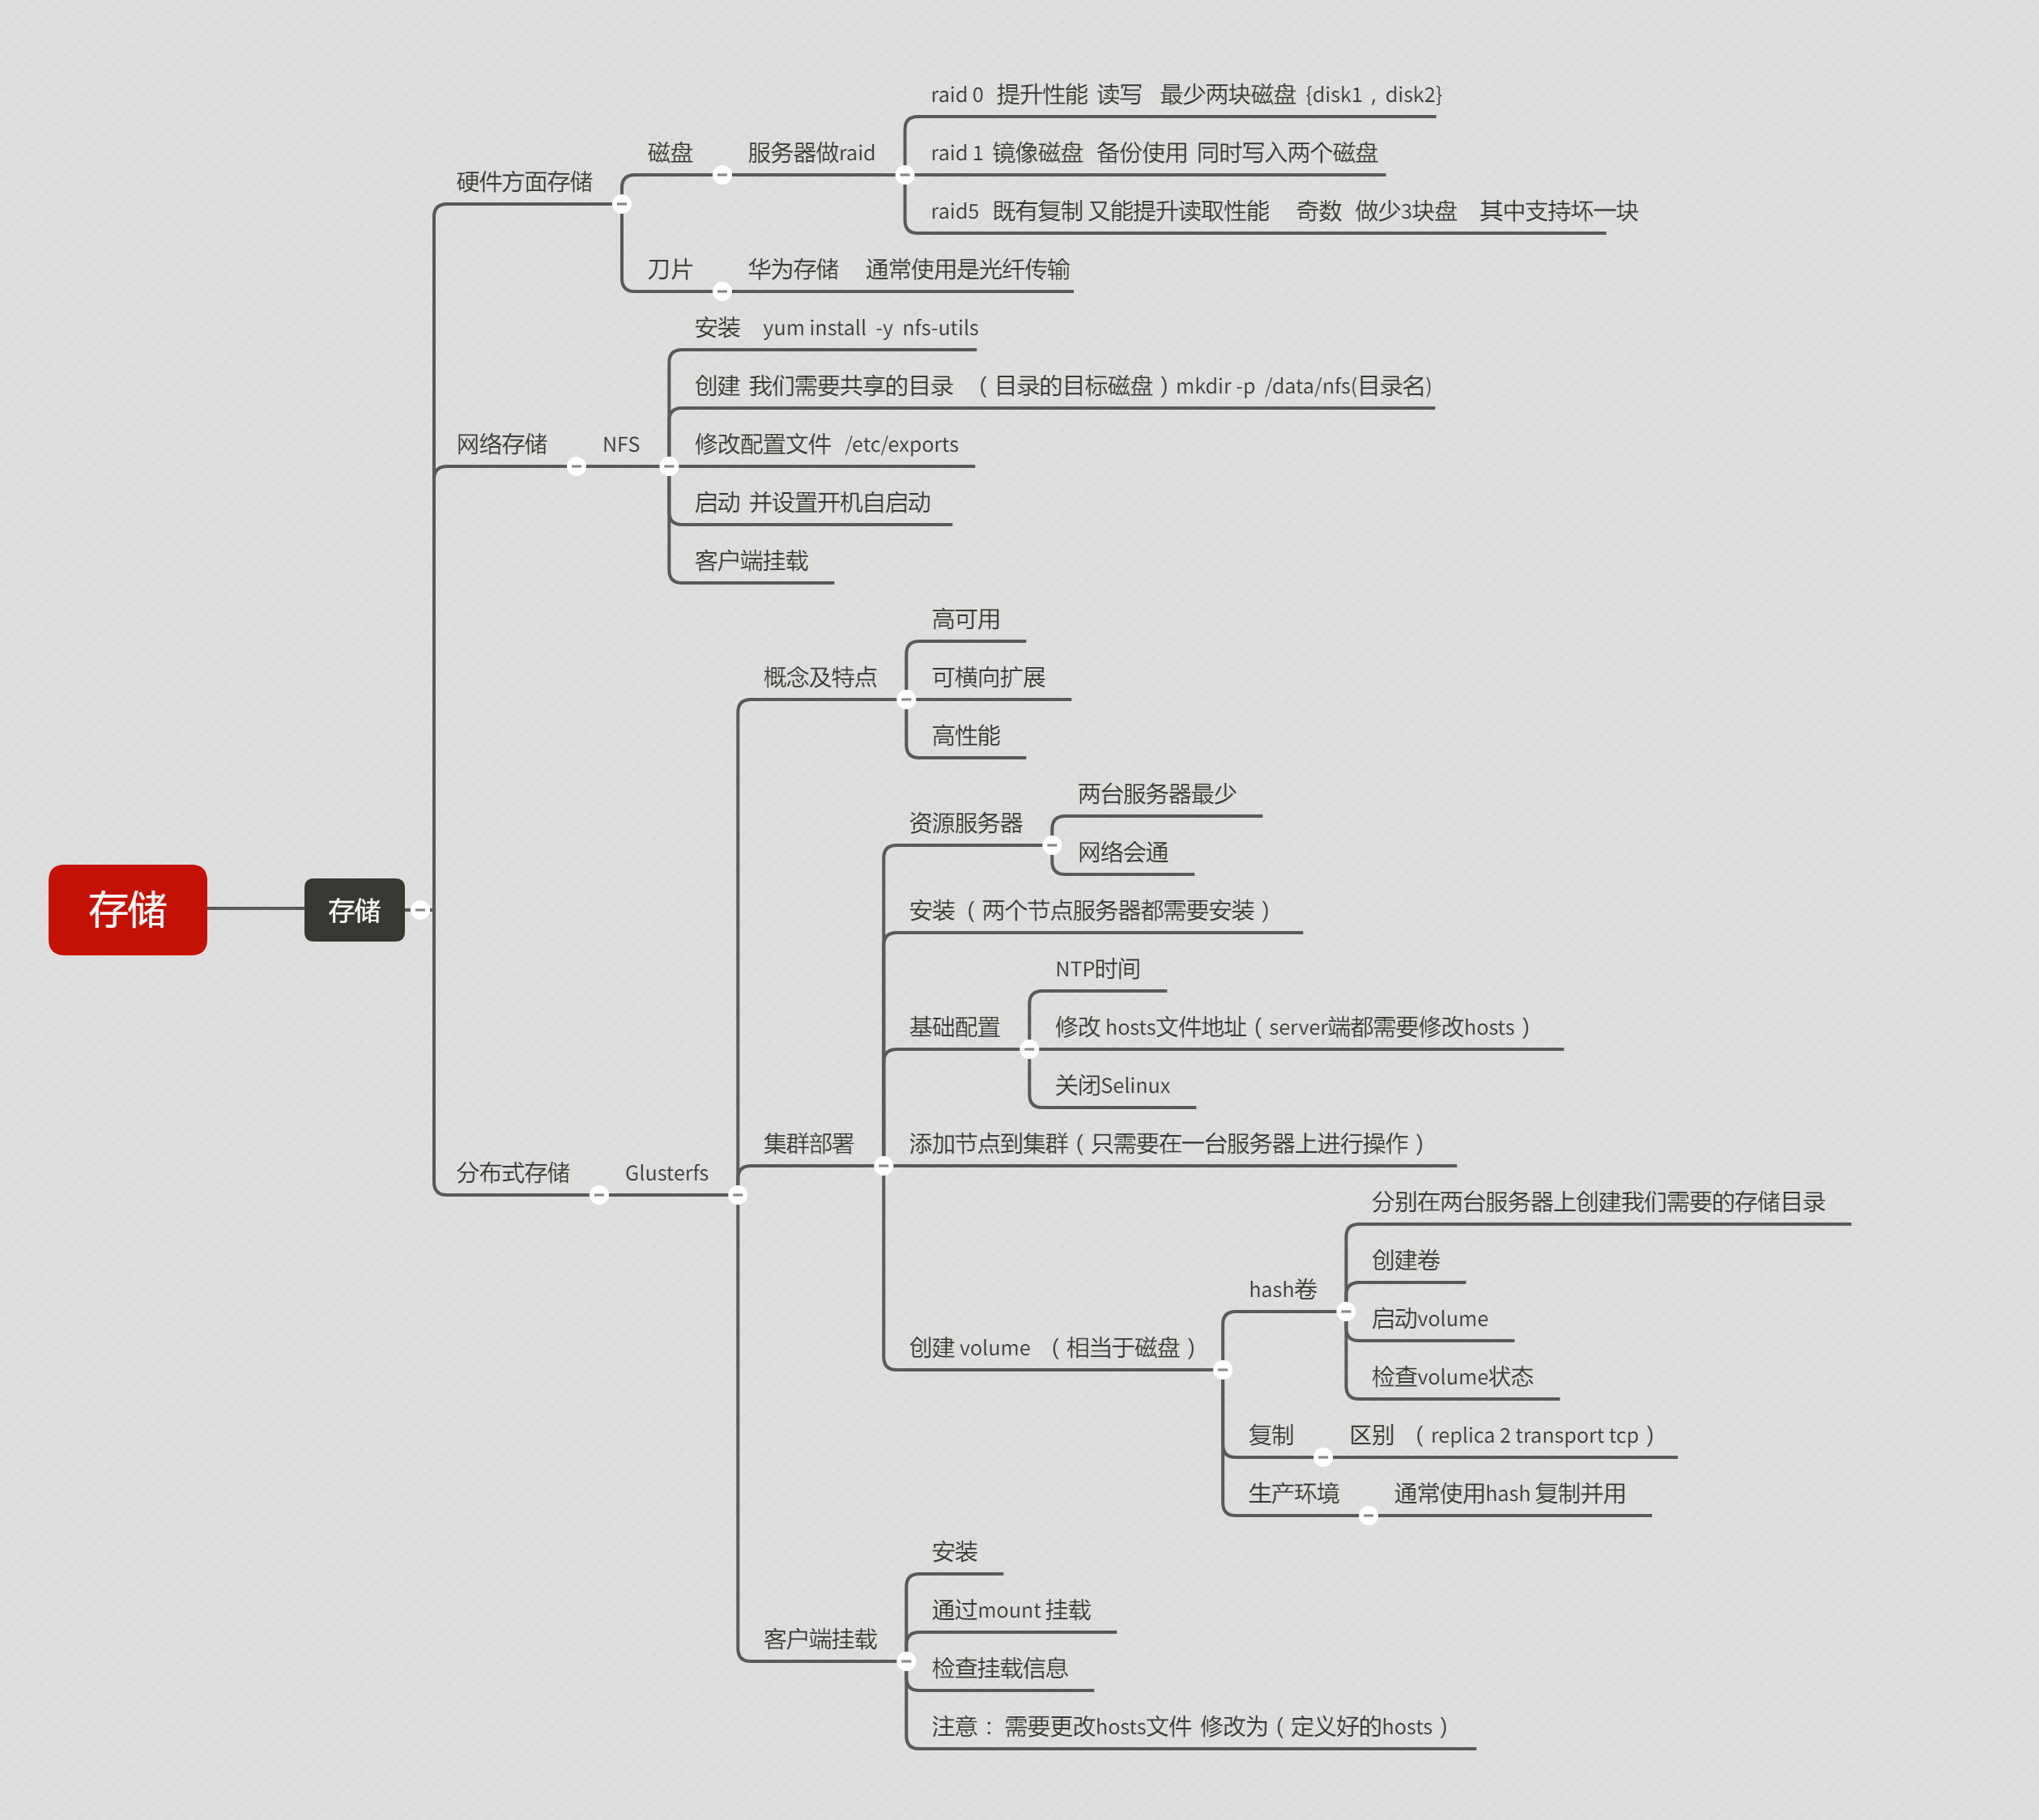 存储
存储
硬件方面存储
磁盘
服务器做raid
raid 0 提升性能 读写 最少两块磁盘 {disk1，disk2}
raid 1 镜像磁盘 备份使用 同时写入两个磁盘
raid5 既有复制 又能提升读取性能 奇数 做少3块盘 其中支持坏一块
刀片
华为存储 通常使用是光纤传输
网络存储
NFS
安装 yum install -y nfs-utils
创建 我们需要共享的目录 （目录的目标磁盘）mkdir -p /data/nfs(目录名)
修改配置文件 /etc/exports
启动 并设置开机自启动
客户端挂载
分布式存储
Glusterfs
概念及特点
高可用
可横向扩展
高性能
集群部署
资源服务器
两台服务器最少
网络会通
安装（两个节点服务器都需要安装）
基础配置
NTP时间
修改 hosts文件地址（server端都需要修改hosts）
关闭Selinux
添加节点到集群（只需要在一台服务器上进行操作）
创建 volume （相当于磁盘）
hash卷
分别在两台服务器上创建我们需要的存储目录
创建卷
启动volume
检查volume状态
复制
区别 （replica 2 transport tcp）
生产环境
通常使用hash 复制并用
客户端挂载
安装
通过mount 挂载
检查挂载信息
注意： 需要更改hosts文件 修改为（定义好的hosts）